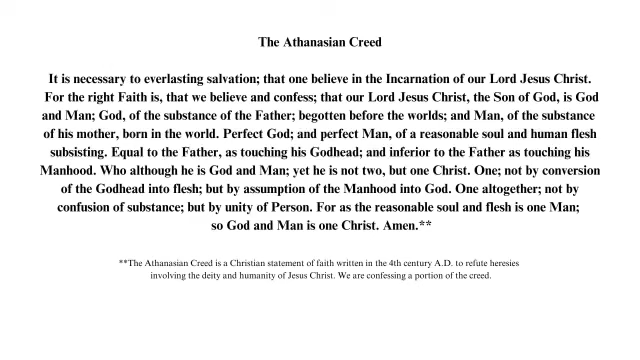 The Athanasian Creed
It is necessary to everlasting salvation; that one believe in the Incarnation of our Lord Jesus Christ.
For the right Faith is, that we believe and confess; that our Lord Jesus Christ, the Son of God, is God
and Man; God, of the substance of the Father; begotten before the worlds; and Man, of the substance
of his mother, born in the world. Perfect God; and perfect Man, of a reasonable soul and human flesh
subsisting. Equal to the Father, as touching his Godhead; and inferior to the Father as touching his
Manhood. Who although he is God and Man; yet he is not two, but one Christ. One; not by conversion
of the Godhead into flesh; but by assumption of the Manhood into God. One altogether; not by
confusion of substance; but by unity of Person. For as the reasonable soul and flesh is one Man;
so God and Man is one Christ. Amen.**
**The Athanasian Creed is a Christian statement of faith written in the 4th century A.D. to refute heresies
involving the deity and humanity of Jesus Christ. We are confessing a portion of the creed.